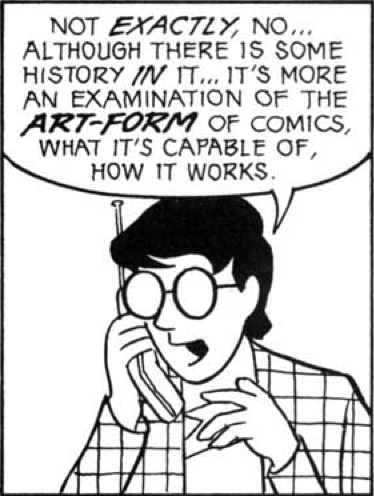 NOT EXACTLY, NO...
ALTHOUGH THERE IS SOME
HISTORY IN IT... IT'S MORE
AN EXAMINATION OF THE
ART-FORM OF COMICS,
WHAT IT'S CAPABLE OF,
HOW IT WORKS.